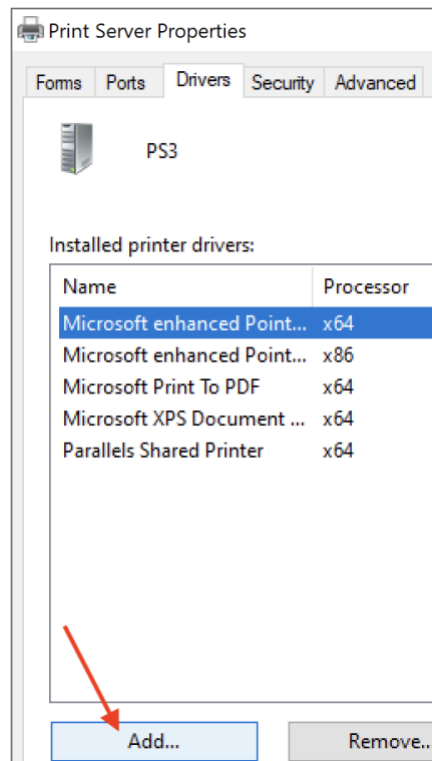 Print Server Properties
Forms Ports Drivers Security Advanced
PS3
Installed printer drivers:
Name Processor
Microsoft enhanced Point... x64
Microsoft enhanced Point... x86
Microsoft Print To PDF x64
Microsoft XPS Document ... x64
Parallels Shared Printer x64
Add... Remove..